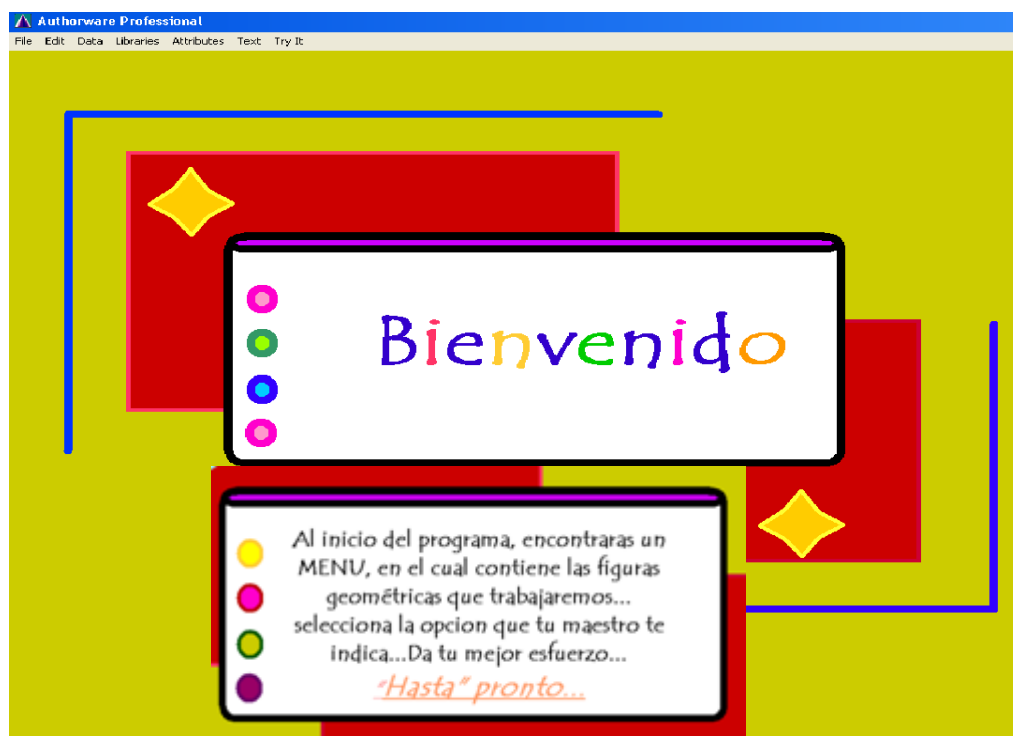 Authorware Professional
File Edit Data Libraries Attributes Text Try It
Bienvenido
Al inicio del programa, encontraras un
MENU, en el cual contiene las figuras
geométricas que trabajaremos...
selecciona la opcion que tu maestro te
indica...Da tu mejor esfuerzo...
"Hasta" pronto...